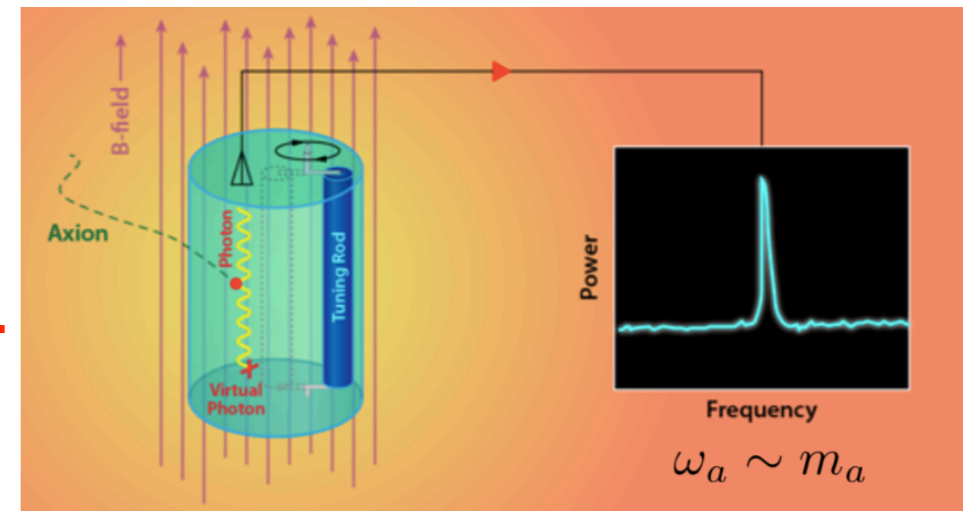 B-field
Axion
Photon
Tuning Rod
Virtual
Photon
Power
Frequency
ω_a ∼ m_a